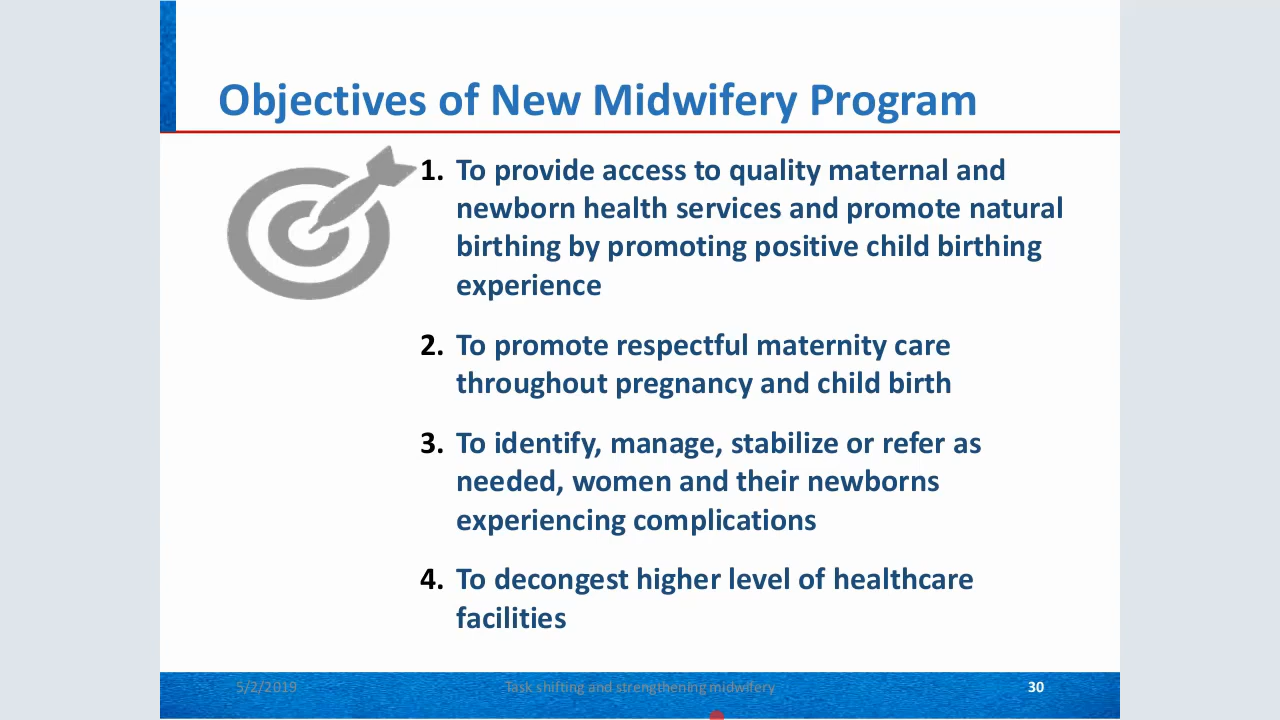 Objectives of New Midwifery Program
1. To provide access to quality maternal and
newborn health services and promote natural
birthing by promoting positive child birthing
experience
2. To promote respectful maternity care
throughout pregnancy and child birth
3. To identify, manage, stabilize or refer as
needed, women and their newborns
experiencing complications
4. To decongest higher level of healthcare
facilities
5/2/2019 Task shifting and strengthening midwifery 30